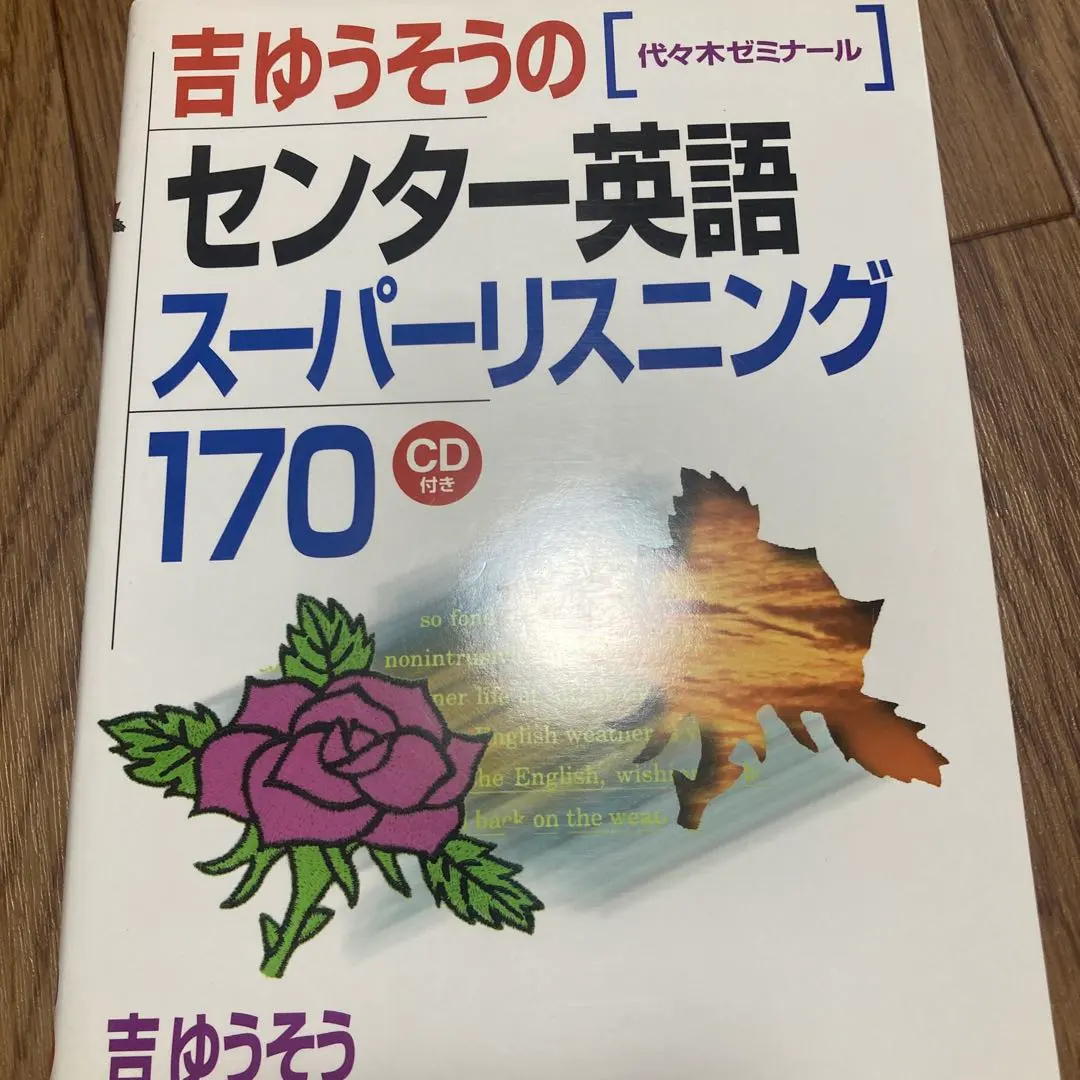 吉ゆうそうの[代々木ゼミナール]
センター英語
スーパーリスニング
170
CD
付き
so fon
nonintrusiv
ner life
English weather
he English, wish
back on the wea
吉ゆうそう